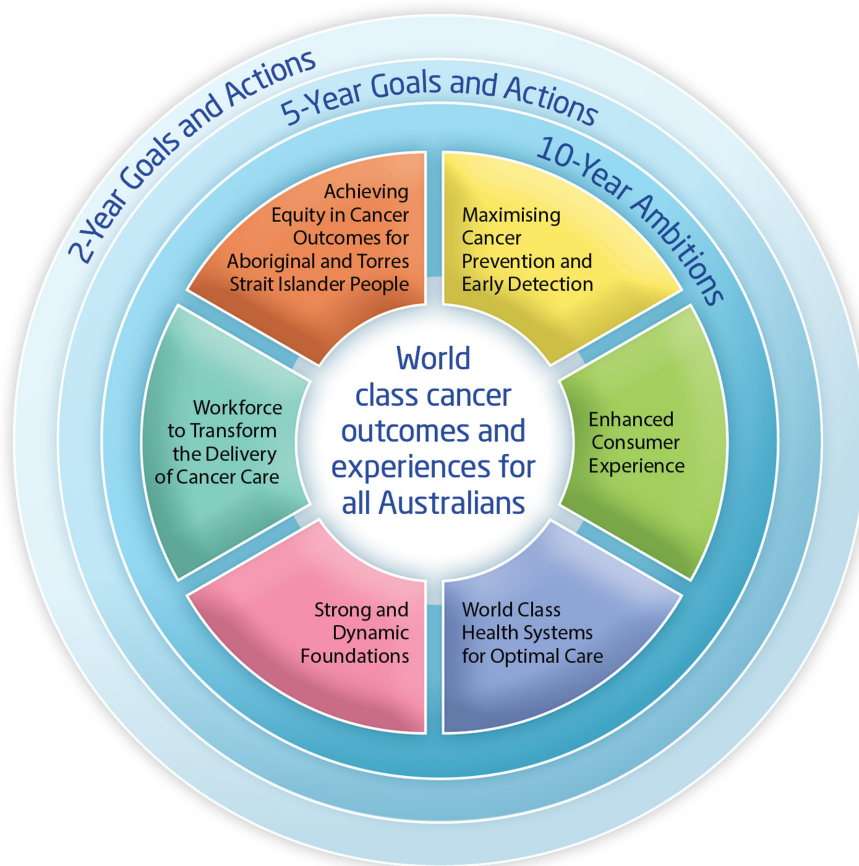 2-Year Goals and Actions
5-Year Goals and Actions
10-Year Ambitions
Achieving
Equity in Cancer
Outcomes for
Aboriginal and Torres
Strait Islander People
Maximising
Cancer
Prevention and
Early Detection
Workforce
to Transform
the Delivery
of Cancer Care
World
class cancer
outcomes and
experiences for
all Australians
Enhanced
Consumer
Experience
Strong and
Dynamic
Foundations
World Class
Health Systems
for Optimal Care